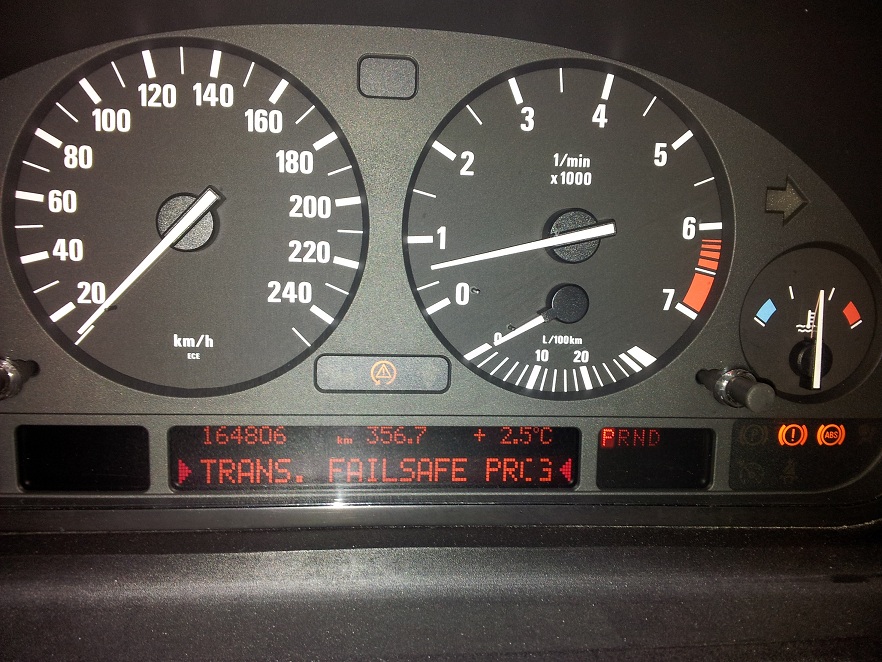 20
40
60
80
100
120
140
160
180
200
220
240
km/h
ECE
0
1
2
3
4
5
6
7
1/min
x1000
0
10
20
L/100km
164806 km 356.7 + 2.5°C
PRND
TRANS. FAILSAFE PRG
(!) ABS